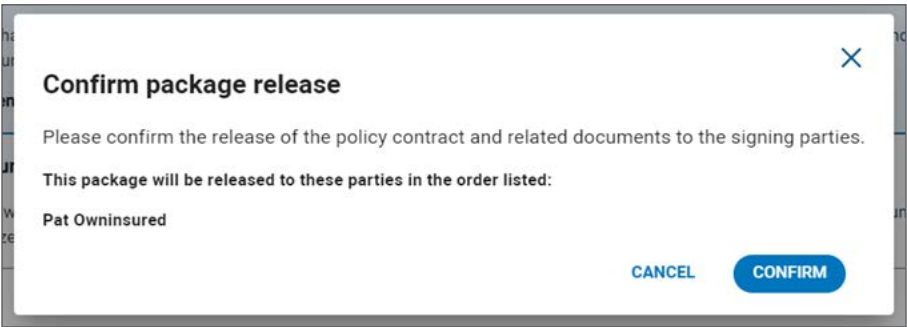 Confirm package release
Please confirm the release of the policy contract and related documents to the signing parties.
This package will be released to these parties in the order listed:
Pat Owninsured
CANCEL
CONFIRM